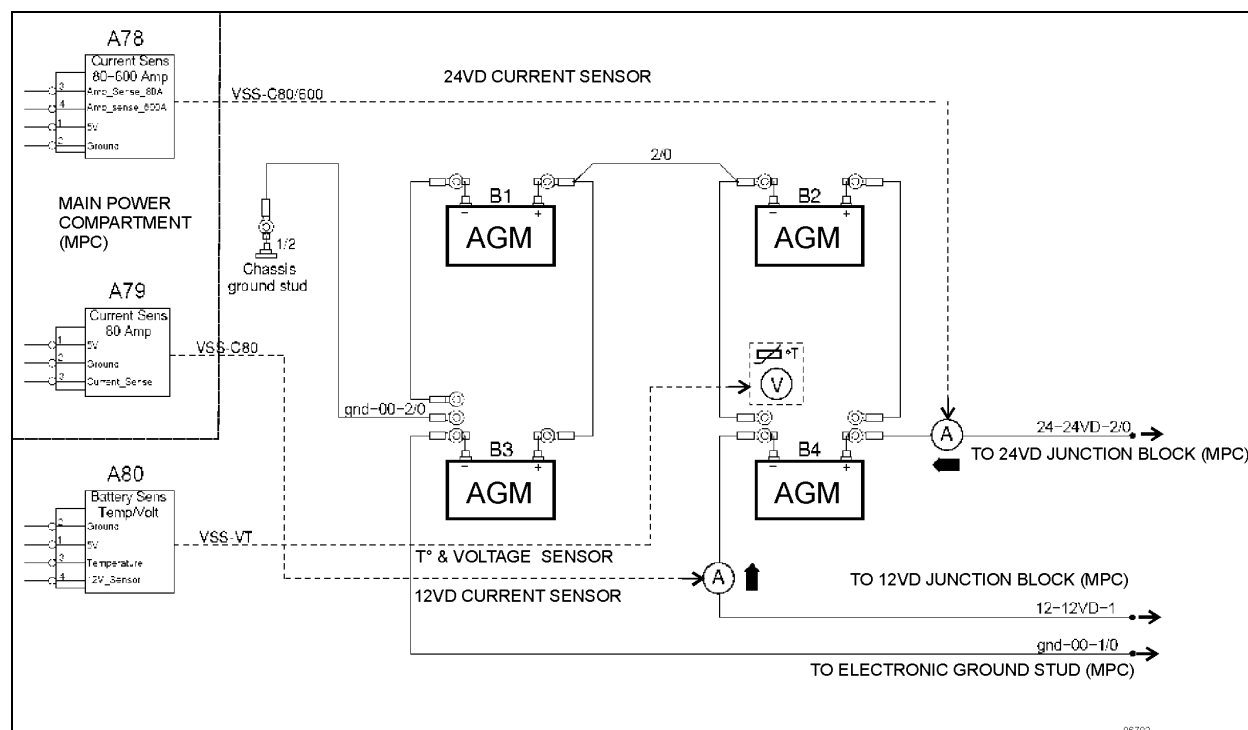 A78
Current Sens
80-600 Amp
3
Amp_Sense_80A
4
Amp_sense_600A
1
5V
2
Ground
VSS-C80/600
24VD CURRENT SENSOR
MAIN POWER
COMPARTMENT
(MPC)
1/2
Chassis
ground stud
2/0
B1
- +
AGM
B2
- +
AGM
A79
Current Sens
80 Amp
1
5V
2
Ground
3
Current_Sense
VSS-C80
°T
V
gnd-00-2/0
B3
- +
AGM
B4
- +
AGM
A
24-24VD-2/0
TO 24VD JUNCTION BLOCK (MPC)
A80
Battery Sens
Temp/Volt
2
Ground
1
5V
3
Temperature
4
12V_Sensor
VSS-VT
T° & VOLTAGE SENSOR
12VD CURRENT SENSOR
A
TO 12VD JUNCTION BLOCK (MPC)
12-12VD-1
gnd-00-1/0
TO ELECTRONIC GROUND STUD (MPC)